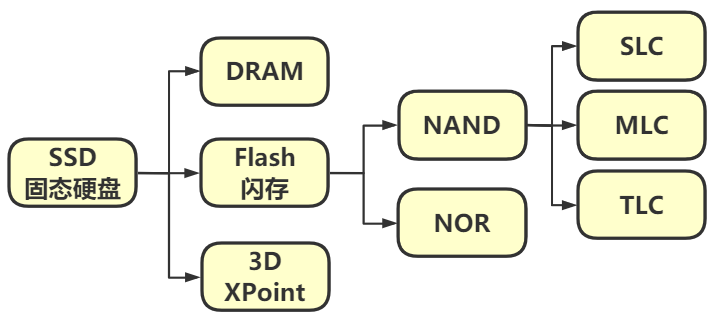 SSD
固态硬盘
DRAM
Flash
闪存
3D
XPoint
NAND
NOR
SLC
MLC
TLC